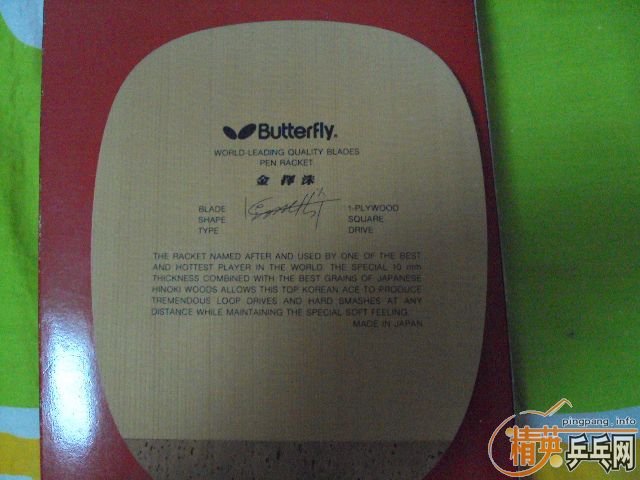 Butterfly®
WORLD-LEADING QUALITY BLADES
PEN RACKET
金擇洙
BLADE 1-PLYWOOD
SHAPE SQUARE
TYPE DRIVE
THE RACKET NAMED AFTER AND USED BY ONE OF THE BEST
AND HOTTEST PLAYER IN THE WORLD. THE SPECIAL 10 mm
THICKNESS COMBINED WITH THE BEST GRAINS OF JAPANESE
HINOKI WOODS ALLOWS THIS TOP KOREAN ACE TO PRODUCE
TREMENDOUS LOOP DRIVES AND HARD SMASHES AT ANY
DISTANCE WHILE MAINTAINING THE SPECIAL SOFT FEELING.
MADE IN JAPAN
pingpang.info
精英乒乓网